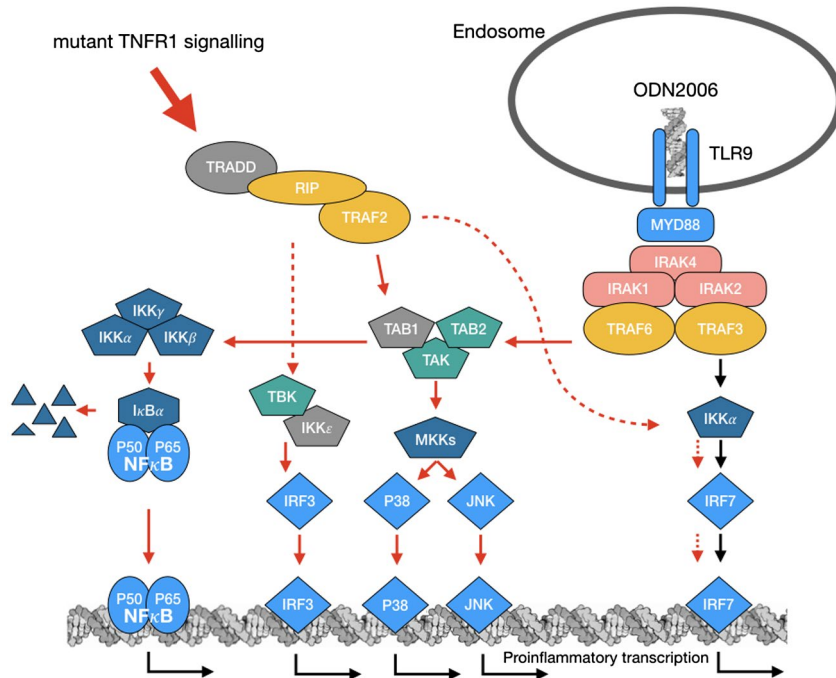 mutant TNFR1 signalling
Endosome
ODN2006
TLR9
TRADD
RIP
TRAF2
MYD88
IRAK4
IRAK1
IRAK2
TRAF6
TRAF3
IKKγ
IKKα
IKKβ
TAB1
TAB2
TAK
IκBα
P50
P65
NFκB
TBK
IKKε
MKKs
IKKα
IRF3
P38
JNK
IRF7
P50
P65
NFκB
IRF3
P38
JNK
IRF7
Proinflammatory transcription